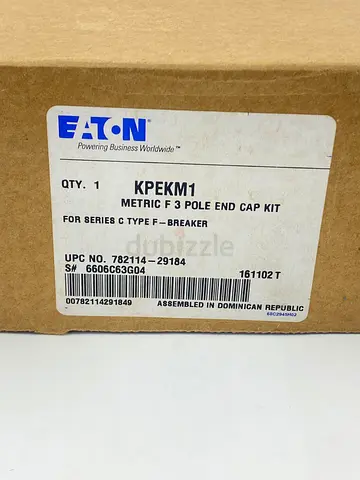 EATON
Powering Business Worldwide™
QTY. 1 KPEKM1
METRIC F 3 POLE END CAP KIT
FOR SERIES C TYPE F-BREAKER
dubizzle
UPC NO. 782114-29184
S# 6606C63G04 161102 T
00782114291849 ASSEMBLED IN DOMINICAN REPUBLIC